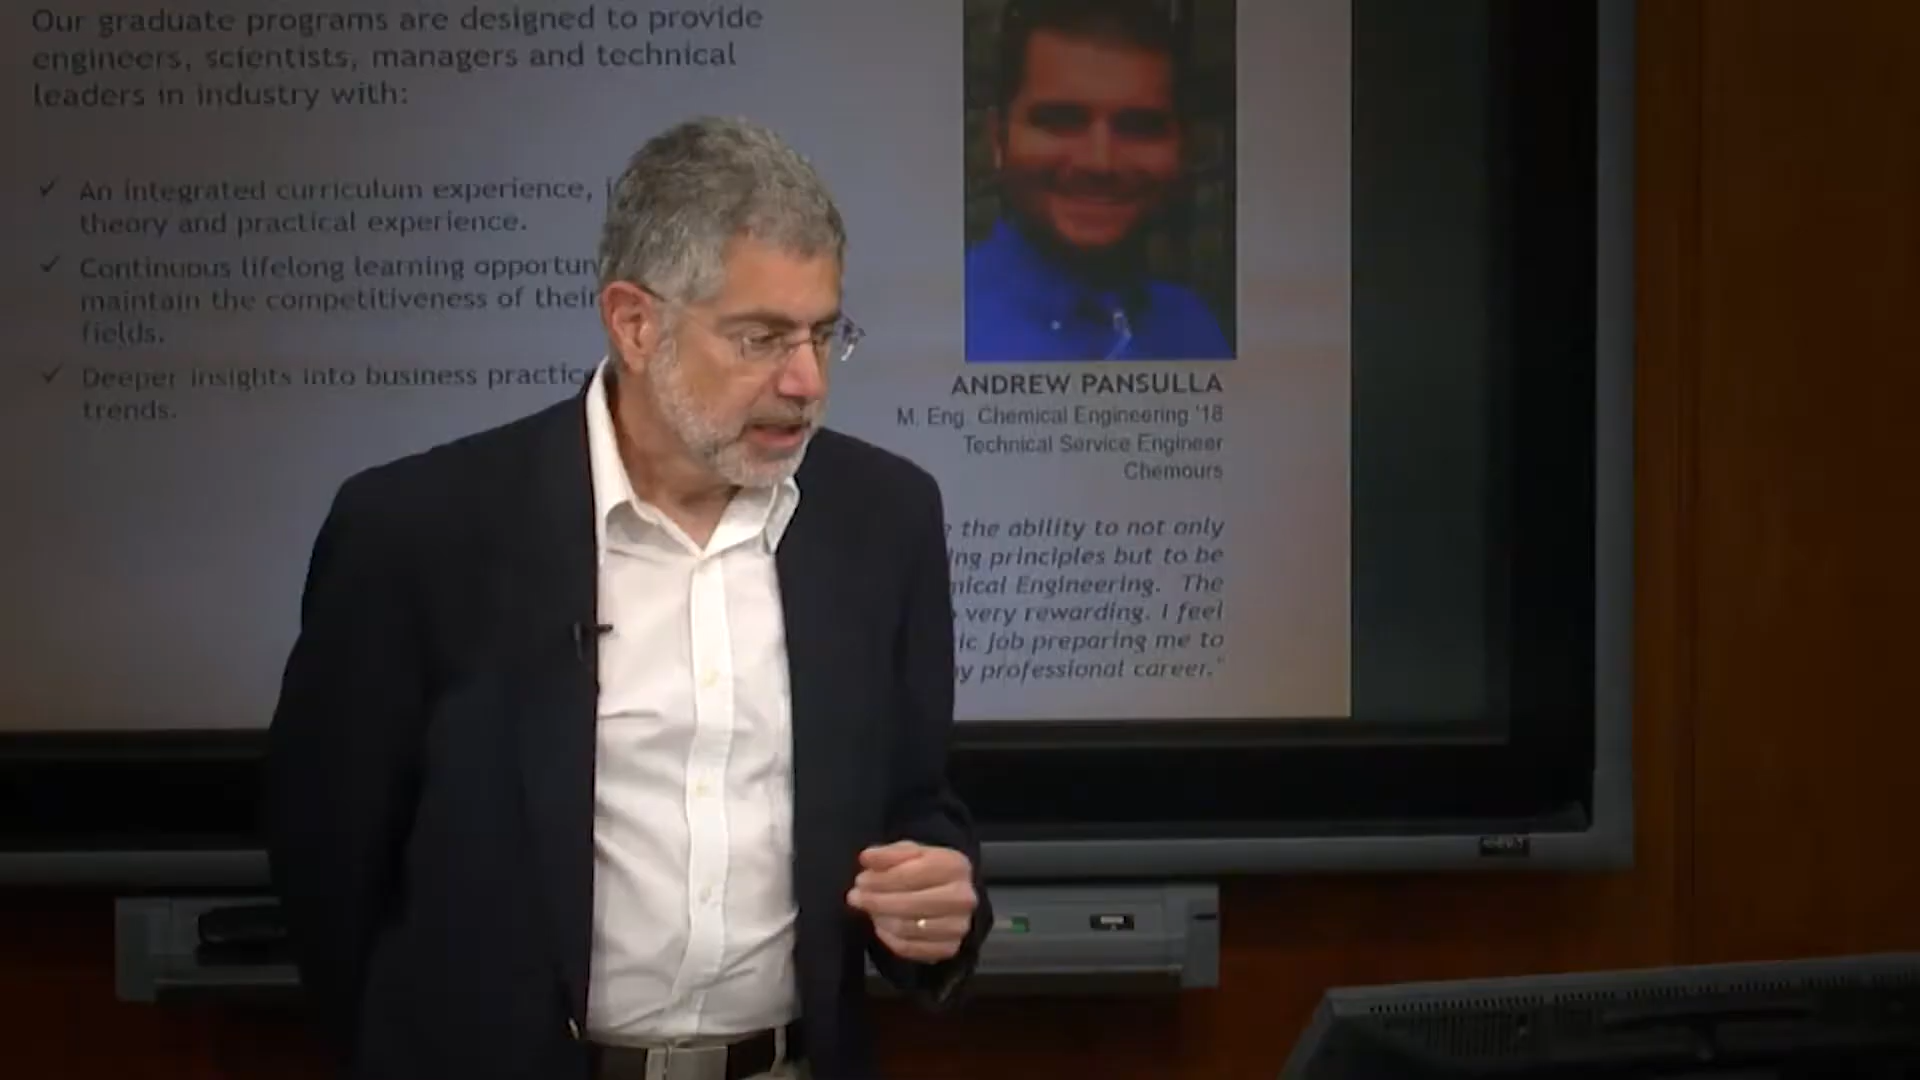 Our graduate programs are designed to provide
engineers, scientists, managers and technical
leaders in industry with:
✓ An integrated curriculum experience,
theory and practical experience.
✓ Continuous lifelong learning
maintain the competitiveness of their
fields.
✓ Deeper insights into business
trends.
ANDREW PANSULLA
M. Eng. Chemical Engineering '18
Technical Service Engineer
Chemours
the ability to not only
principles but to be
Engineering. The
very rewarding. I feel
job preparing me to
professional career."